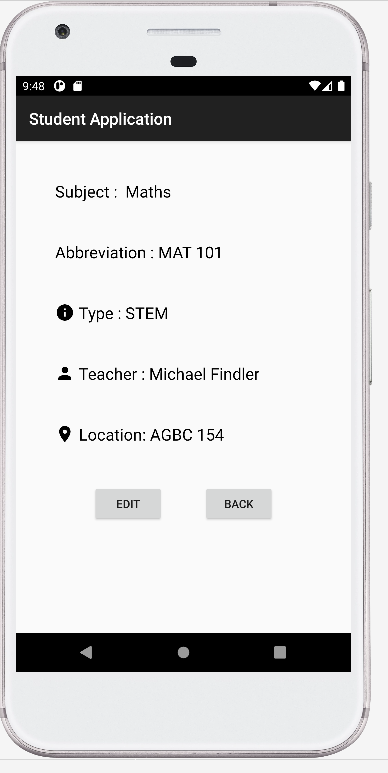 9:48
Student Application
Subject :  Maths
Abbreviation : MAT 101
Type : STEM
Teacher : Michael Findler
Location: AGBC 154
EDIT BACK